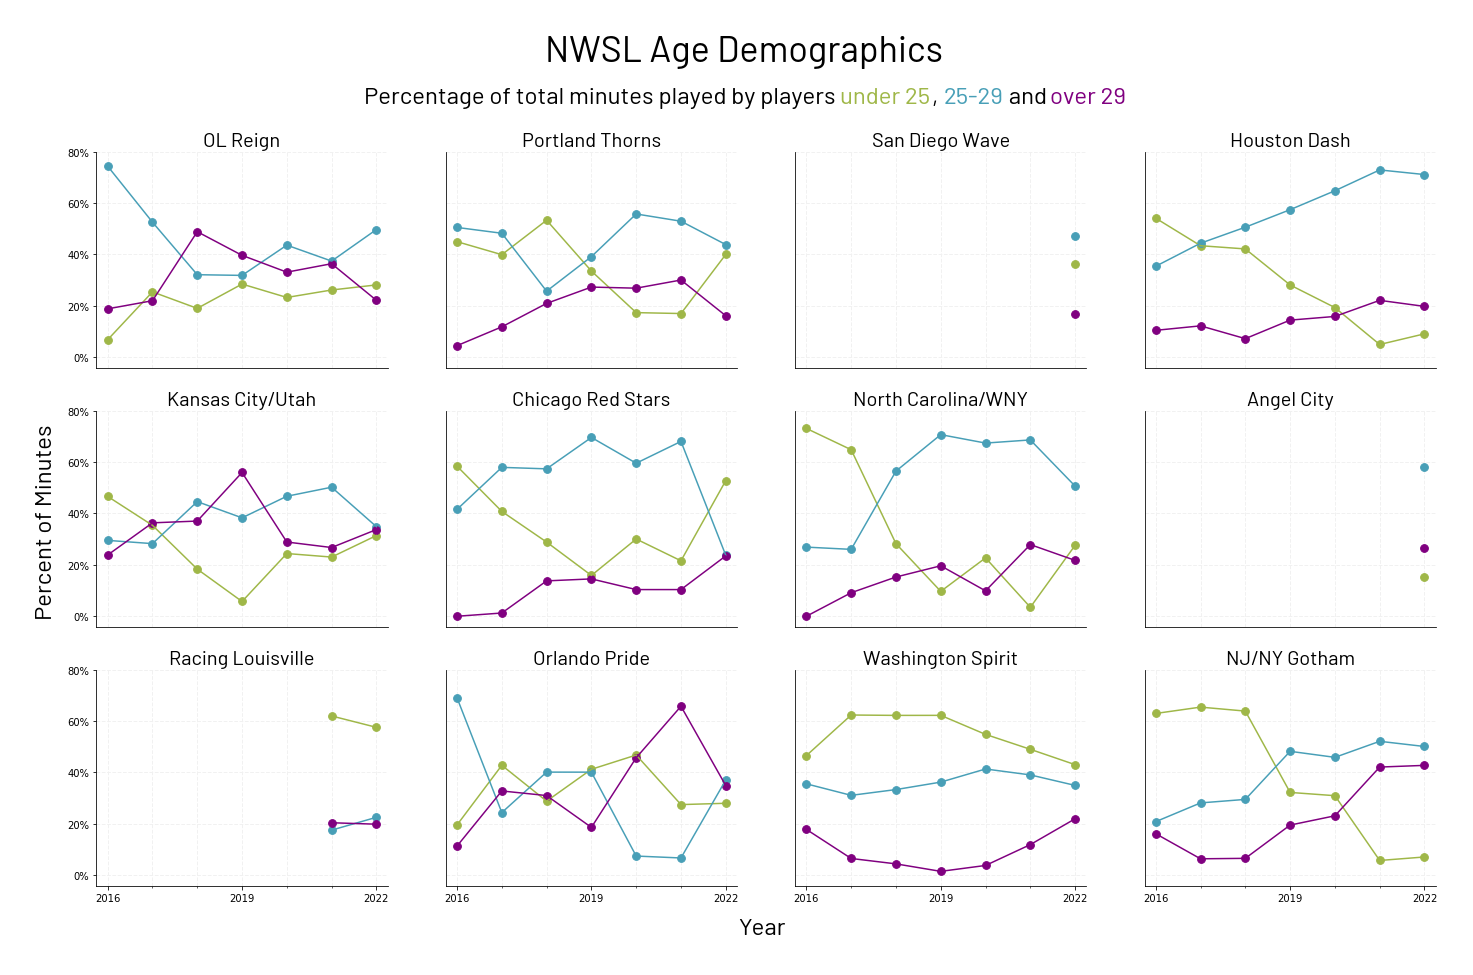 NWSL Age Demographics
Percentage of total minutes played by players under 25, 25-29 and over 29
OL Reign
Portland Thorns
San Diego Wave
Houston Dash
80%
60%
40%
20%
0%
Kansas City/Utah
Chicago Red Stars
North Carolina/WNY
Angel City
80%
60%
40%
20%
0%
Percent of Minutes
Racing Louisville
Orlando Pride
Washington Spirit
NJ/NY Gotham
80%
60%
40%
20%
0%
2016 2019 2022 2016 2019 2022 2016 2019 2022 2016 2019 2022
Year